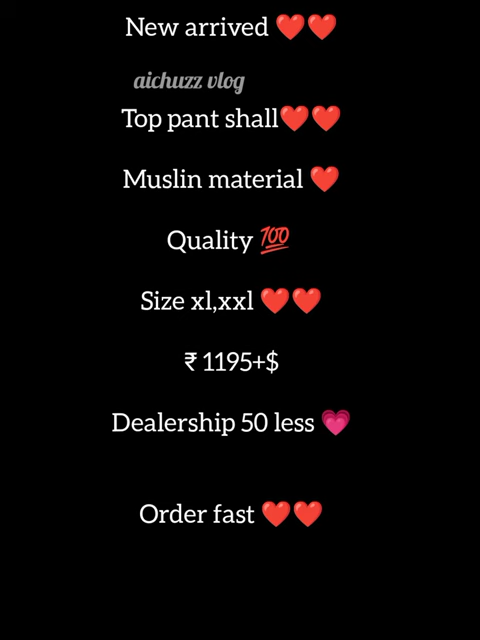 New arrived ❤️❤️
aichuzz vlog
Top pant shall❤️❤️
Muslin material ❤️
Quality 💯
Size xl,xxl ❤️❤️
₹ 1195+$
Dealership 50 less 💗
Order fast ❤️❤️